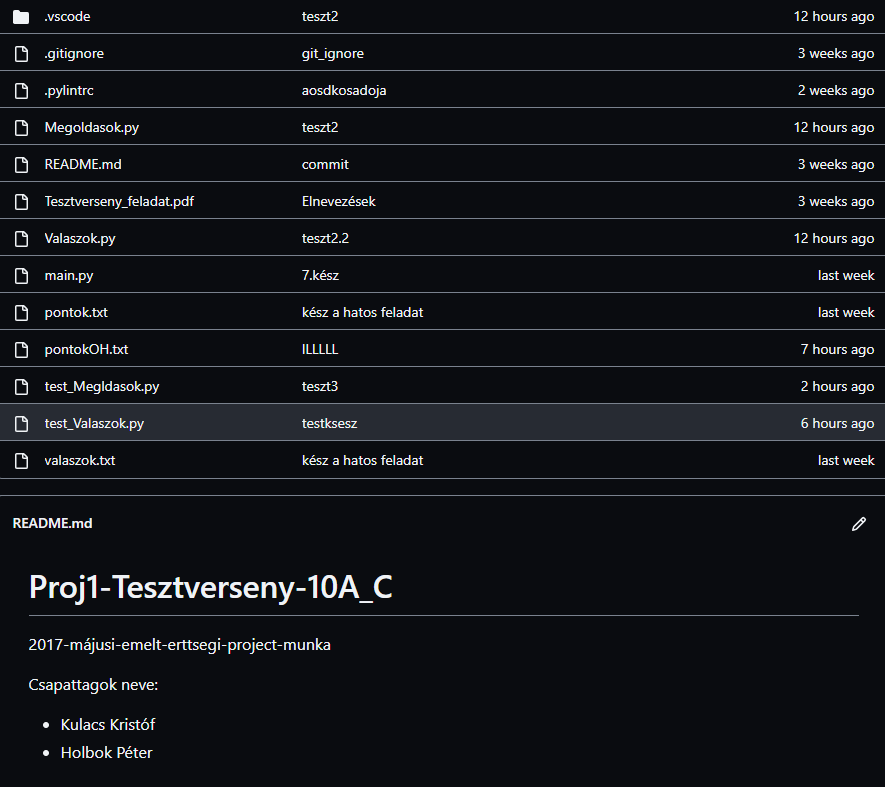 .vscode teszt2 12 hours ago
.gitignore git_ignore 3 weeks ago
.pylintrc aosdkosadoja 2 weeks ago
Megoldasok.py teszt2 12 hours ago
README.md commit 3 weeks ago
Tesztverseny_feladat.pdf Elnevezések 3 weeks ago
Valaszok.py teszt2.2 12 hours ago
main.py 7.kész last week
pontok.txt kész a hatos feladat last week
pontokOH.txt ILLLLL 7 hours ago
test_Megldasok.py teszt3 2 hours ago
test_Valaszok.py testksesz 6 hours ago
valaszok.txt kész a hatos feladat last week
README.md
Proj1-Tesztverseny-10A_C
2017-májusi-emelt-erttsegi-project-munka
Csapattagok neve:
Kulacs Kristóf
Holbok Péter